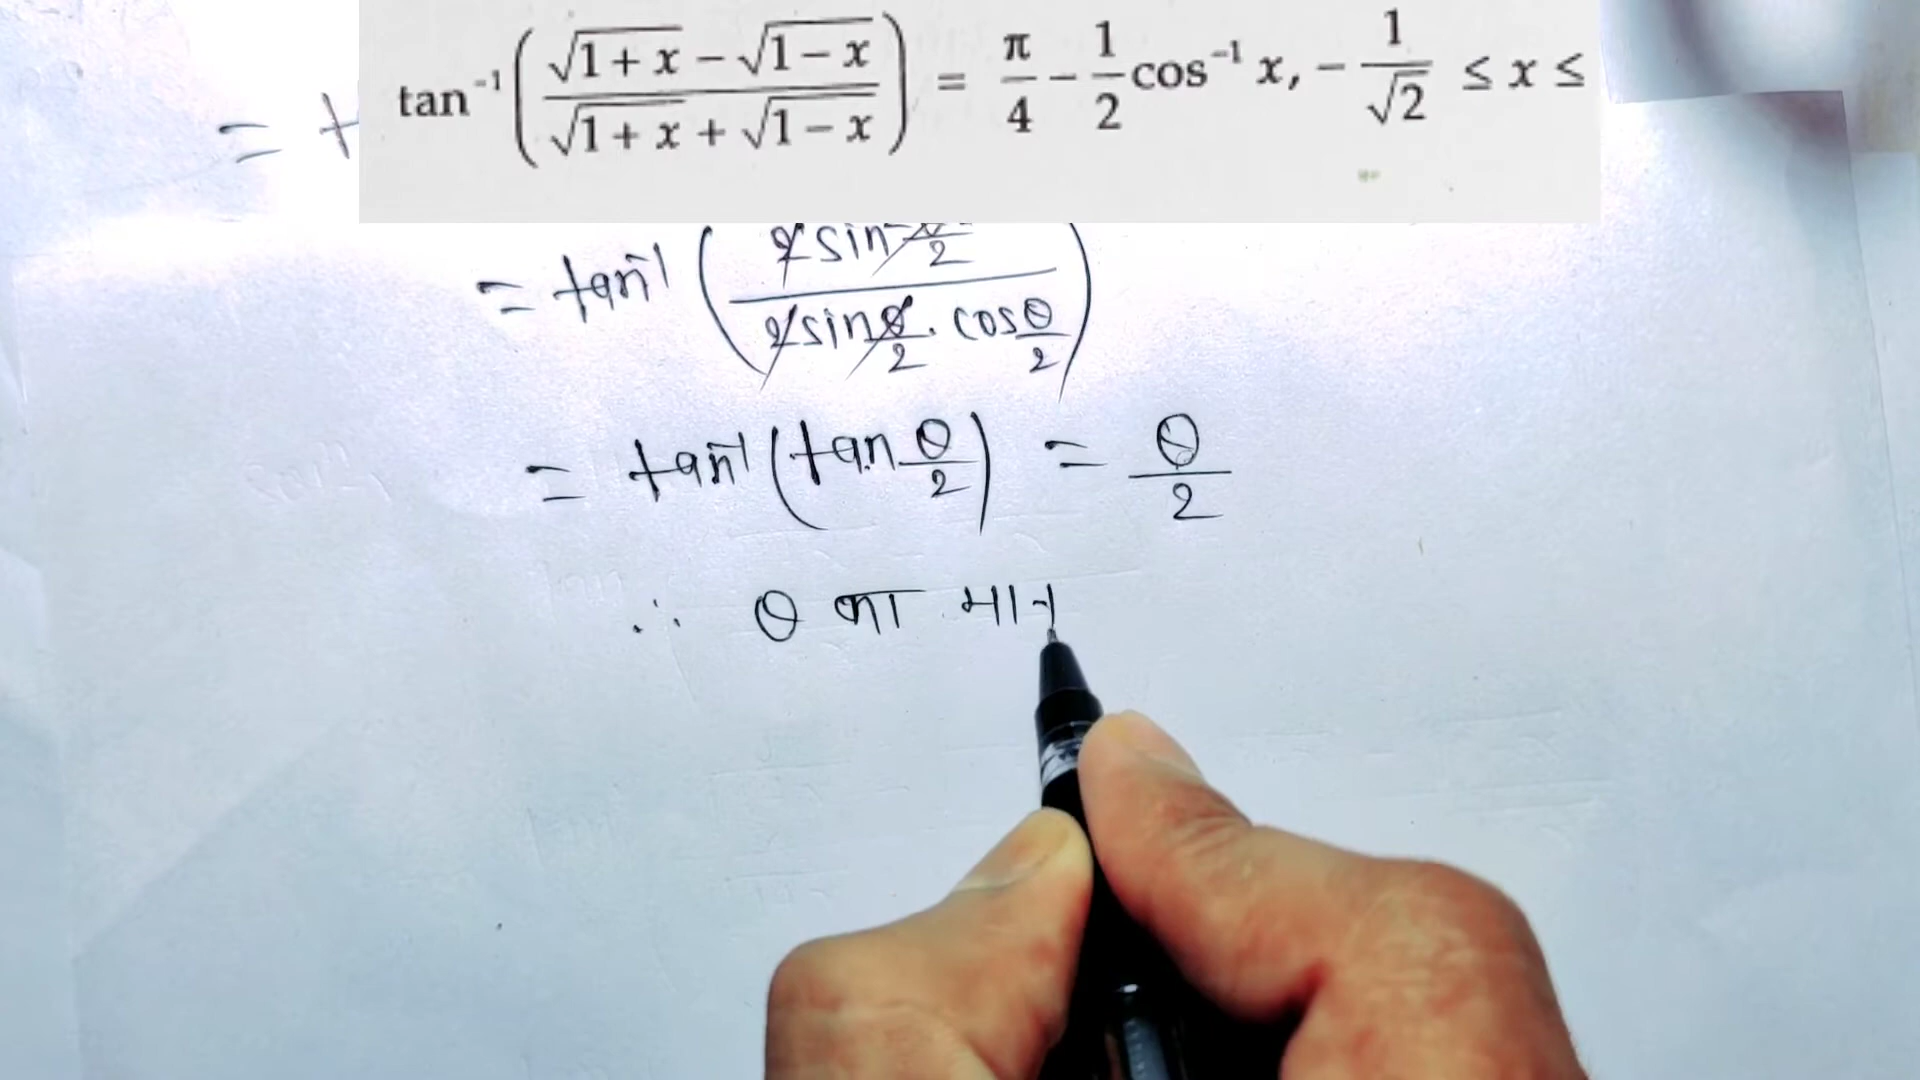 tan⁻¹((√1+x − √1−x)/(√1+x + √1−x)) = π/4 − 1/2 cos⁻¹ x, −1/√2 ≤ x ≤
= t
= tan⁻¹(2sin²θ/2 / 2sinθ/2 . cosθ/2)
= tan⁻¹(tan θ/2) = θ/2
∴ θ का मान